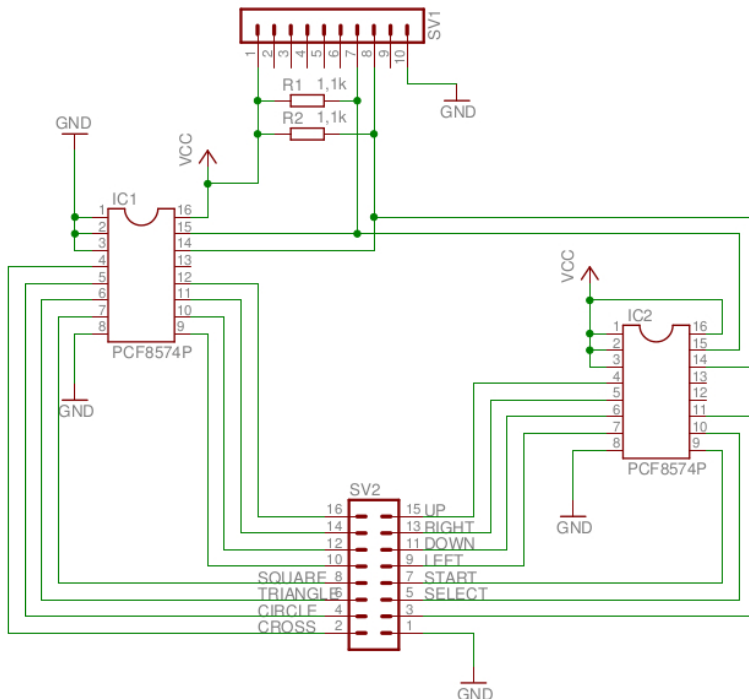 SV1
1 2 3 4 5 6 7 8 9 10
R1 1,1k
R2 1,1k
GND
GND
VCC
IC1
1 16
2 15
3 14
4 13
5 12
6 11
7 10
8 9
PCF8574P
GND
VCC
IC2
1 16
2 15
3 14
4 13
5 12
6 11
7 10
8 9
PCF8574P
GND
SV2
16 15 UP
14 13 RIGHT
12 11 DOWN
10 9 LEFT
SQUARE 8 7 START
TRIANGLE 6 5 SELECT
CIRCLE 4 3
CROSS 2 1
GND